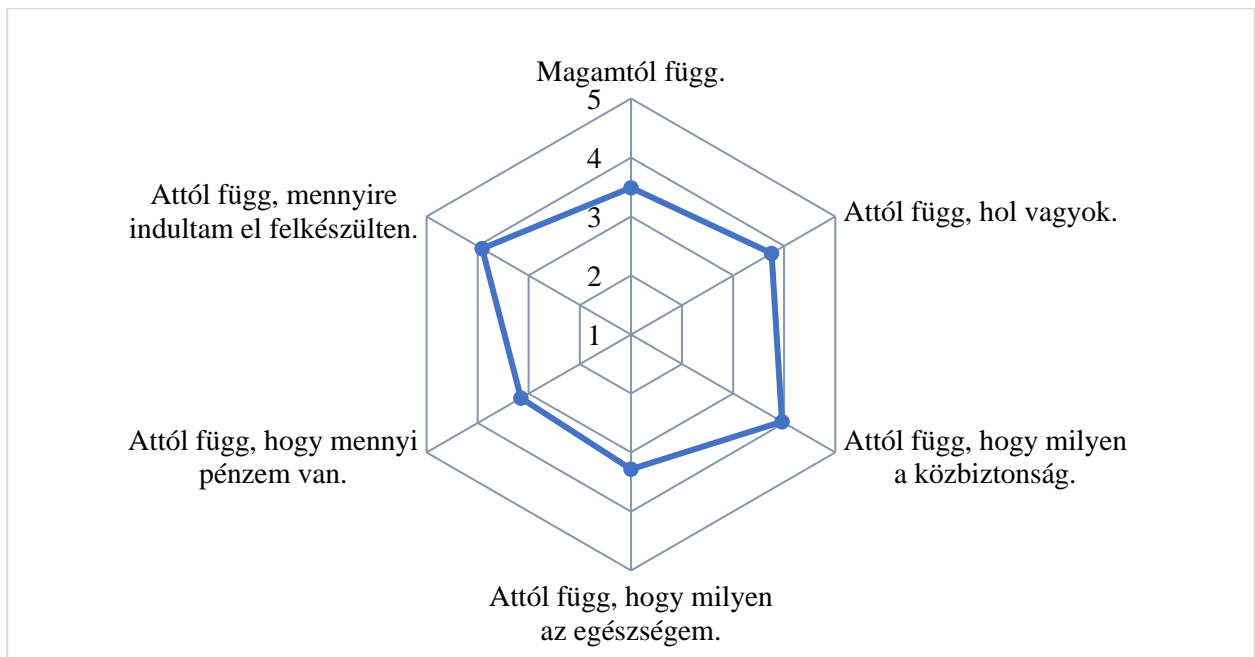 Magamtól függ.
5
4
3
2
1
Attól függ, hol vagyok.
Attól függ, hogy milyen
a közbiztonság.
Attól függ, hogy milyen
az egészségem.
Attól függ, hogy mennyi
pénzem van.
Attól függ, mennyire
indultam el felkészülten.